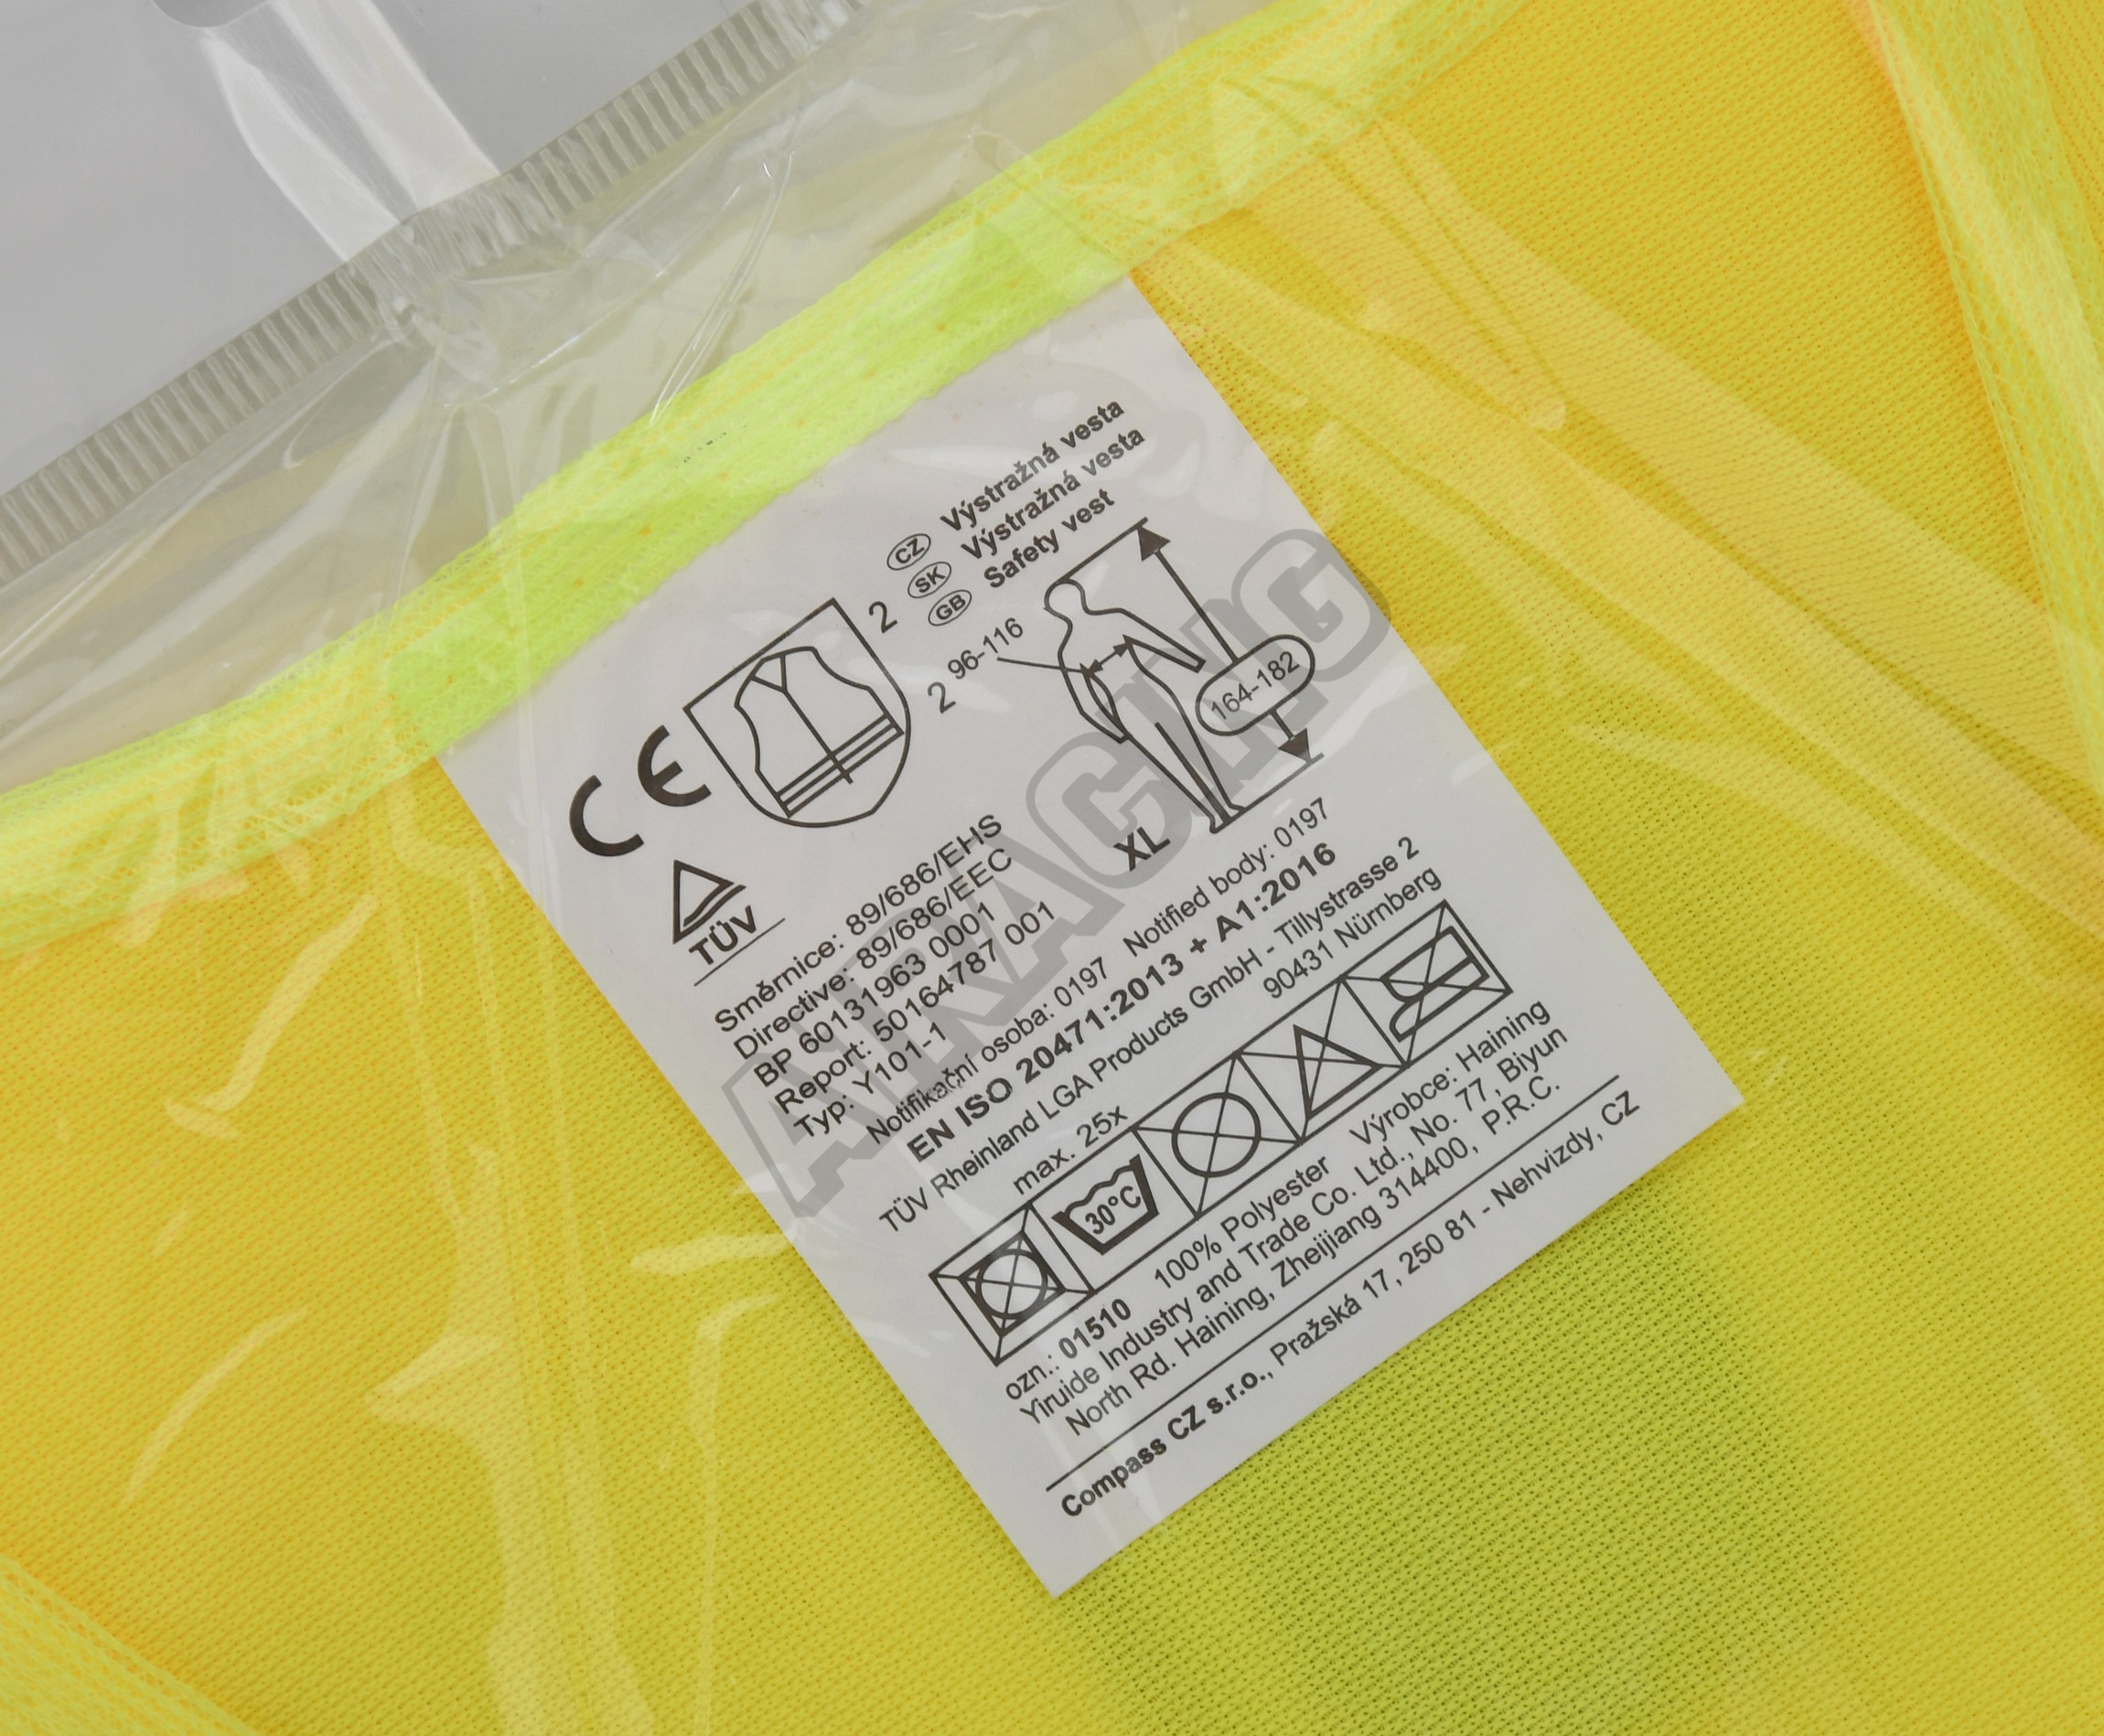 CZ Výstražná vesta
SK Výstražná vesta
GB Safety vest
2
2
96-116
164-182
XL
CE
TÜV
Směrnice: 89/686/EHS
Directive: 89/686/EEC
BP 60131963 0001
Report: 50164787 001
Typ: Y101-1
Notifikační osoba: 0197 Notified body: 0197
EN ISO 20471:2013 + A1:2016
TÜV Rheinland LGA Products GmbH - Tillystrasse 2
90431 Nürnberg
max. 25x
30°C
ozn.: 01510 100% Polyester Výrobce: Haining
Yiruide Industry and Trade Co. Ltd., No. 77, Biyun
North Rd. Haining, Zheijiang 314400, P.R.C.
Compass CZ s.r.o., Pražská 17, 250 81 - Nehvizdy, CZ
A1RACING